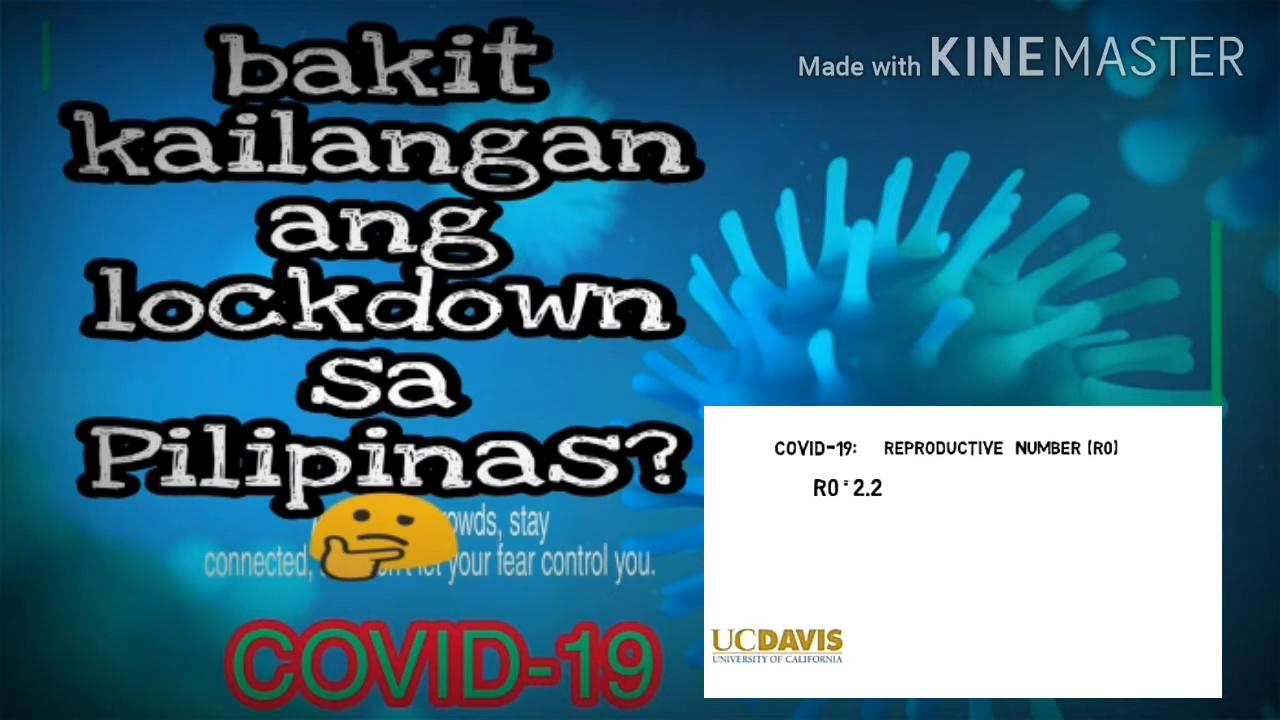 Made with KINEMASTER
bakit
kailangan
ang
lockdown
sa
Pilipinas?
owds, stay
connected, your fear control you.
COVID-19
COVID-19: REPRODUCTIVE NUMBER (R0)
R0 = 2.2
UCDAVIS
UNIVERSITY OF CALIFORNIA